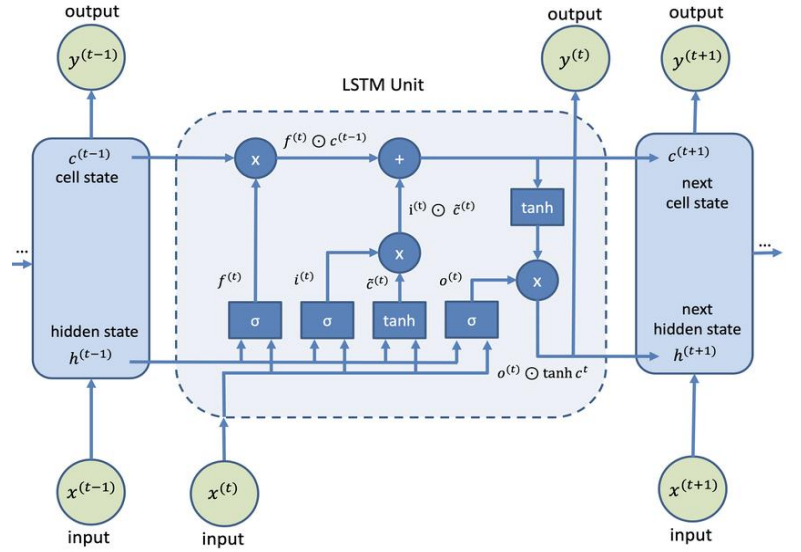 output
output
output
y^(t−1)
y^(t)
y^(t+1)
LSTM Unit
c^(t−1)
cell state
x
f^(t) ⊙ c^(t−1)
+
c^(t+1)
next
cell state
tanh
i^(t) ⊙ c̃^(t)
...
...
x
f^(t)
i^(t)
c̃^(t)
o^(t)
x
hidden state
h^(t−1)
σ
σ
tanh
σ
next
hidden state
h^(t+1)
o^(t) ⊙ tanh c^t
x^(t−1)
x^(t)
x^(t+1)
input
input
input